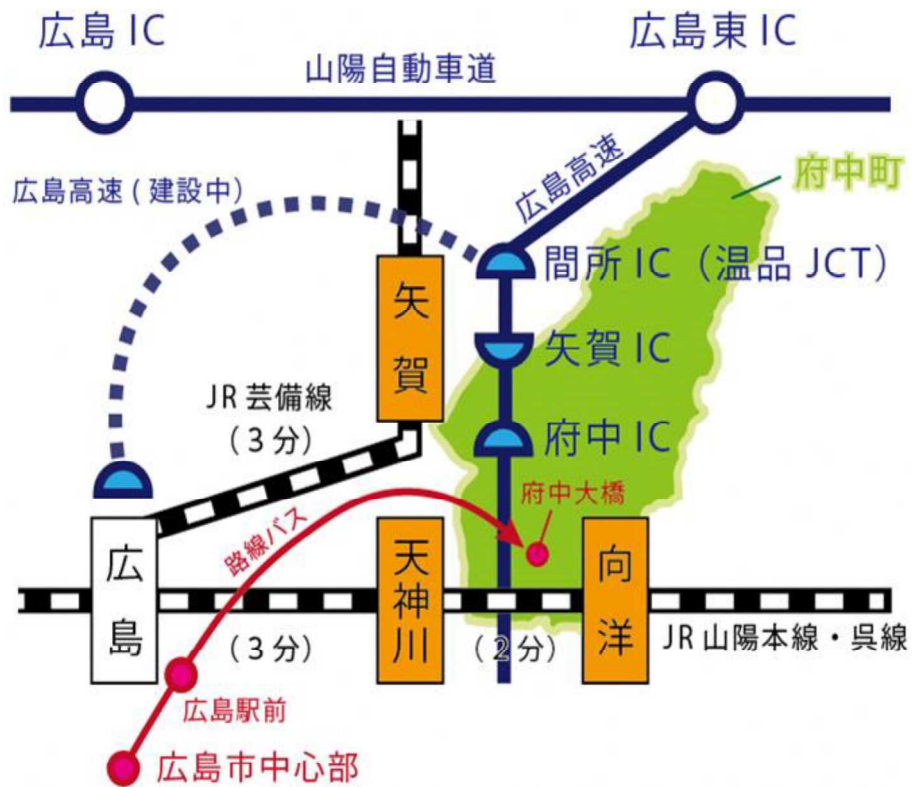 広島 IC
広島東 IC
山陽自動車道
広島高速 ( 建設中 )
広島高速
府中町
間所 IC（温品 JCT）
矢賀
矢賀 IC
JR 芸備線
（3 分）
府中 IC
府中大橋
路線バス
広島
天神川
向洋
（3 分）
（2 分）
JR 山陽本線・呉線
広島駅前
広島市中心部